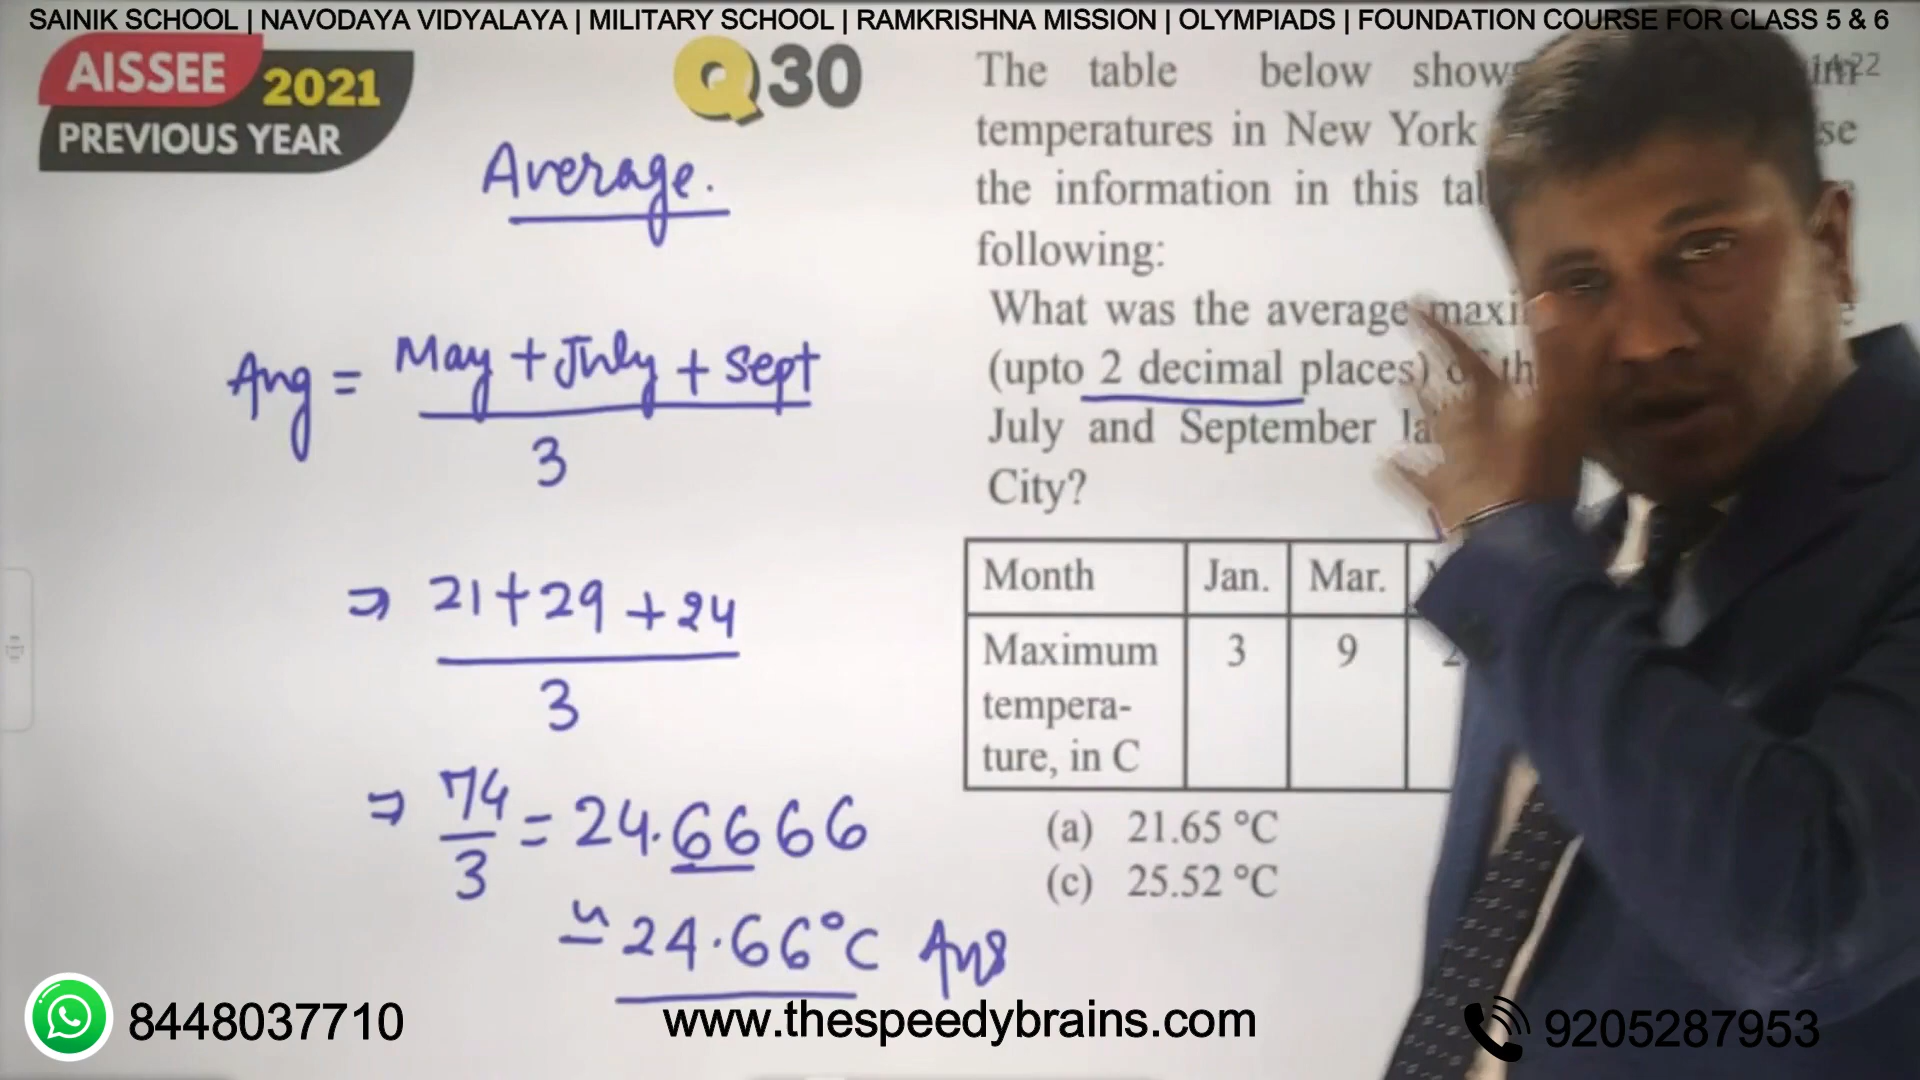 SAINIK SCHOOL | NAVODAYA VIDYALAYA | MILITARY SCHOOL | RAMKRISHNA MISSION | OLYMPIADS | FOUNDATION COURSE FOR CLASS 5 & 6
AISSEE 2021
PREVIOUS YEAR
Q30
Average.
Avg = May + July + Sept
3
⇒ 21 + 29 + 24
3
⇒ 74
3
= 24.6666
≃ 24.66°C Ans
The table below shows
temperatures in New York
the information in this
following:
What was the average
(upto 2 decimal places)
July and September
City?
Month Jan. Mar.
Maximum 3 9
tempera-
ture, in C
(a) 21.65 °C
(c) 25.52 °C
8448037710
www.thespeedybrains.com
9205287953